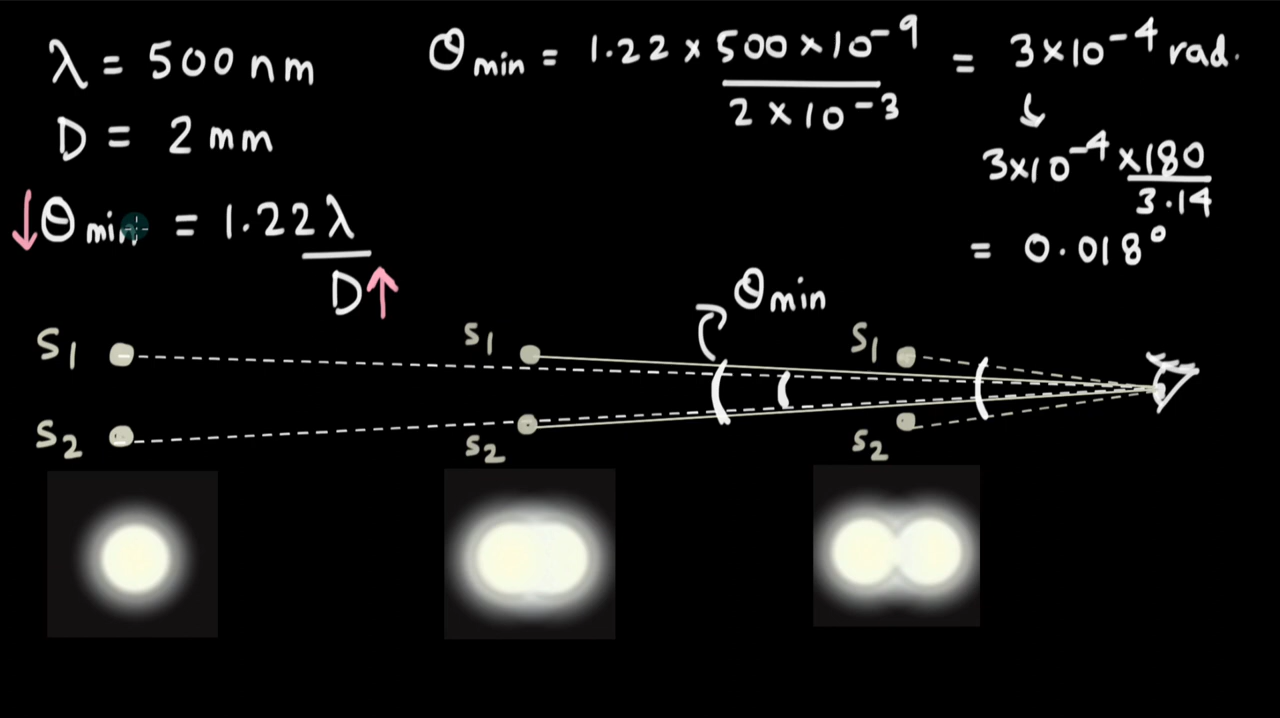 λ = 500 nm
D = 2 mm
↓θmin = 1.22 λ / D↑
θmin = 1.22 × 500 × 10⁻⁹ / 2 × 10⁻³ = 3 × 10⁻⁴ rad.
↓
3×10⁻⁴ × 180 / 3.14
= 0.018°
θmin
S₁ S₁ S₁
S₂ S₂ S₂